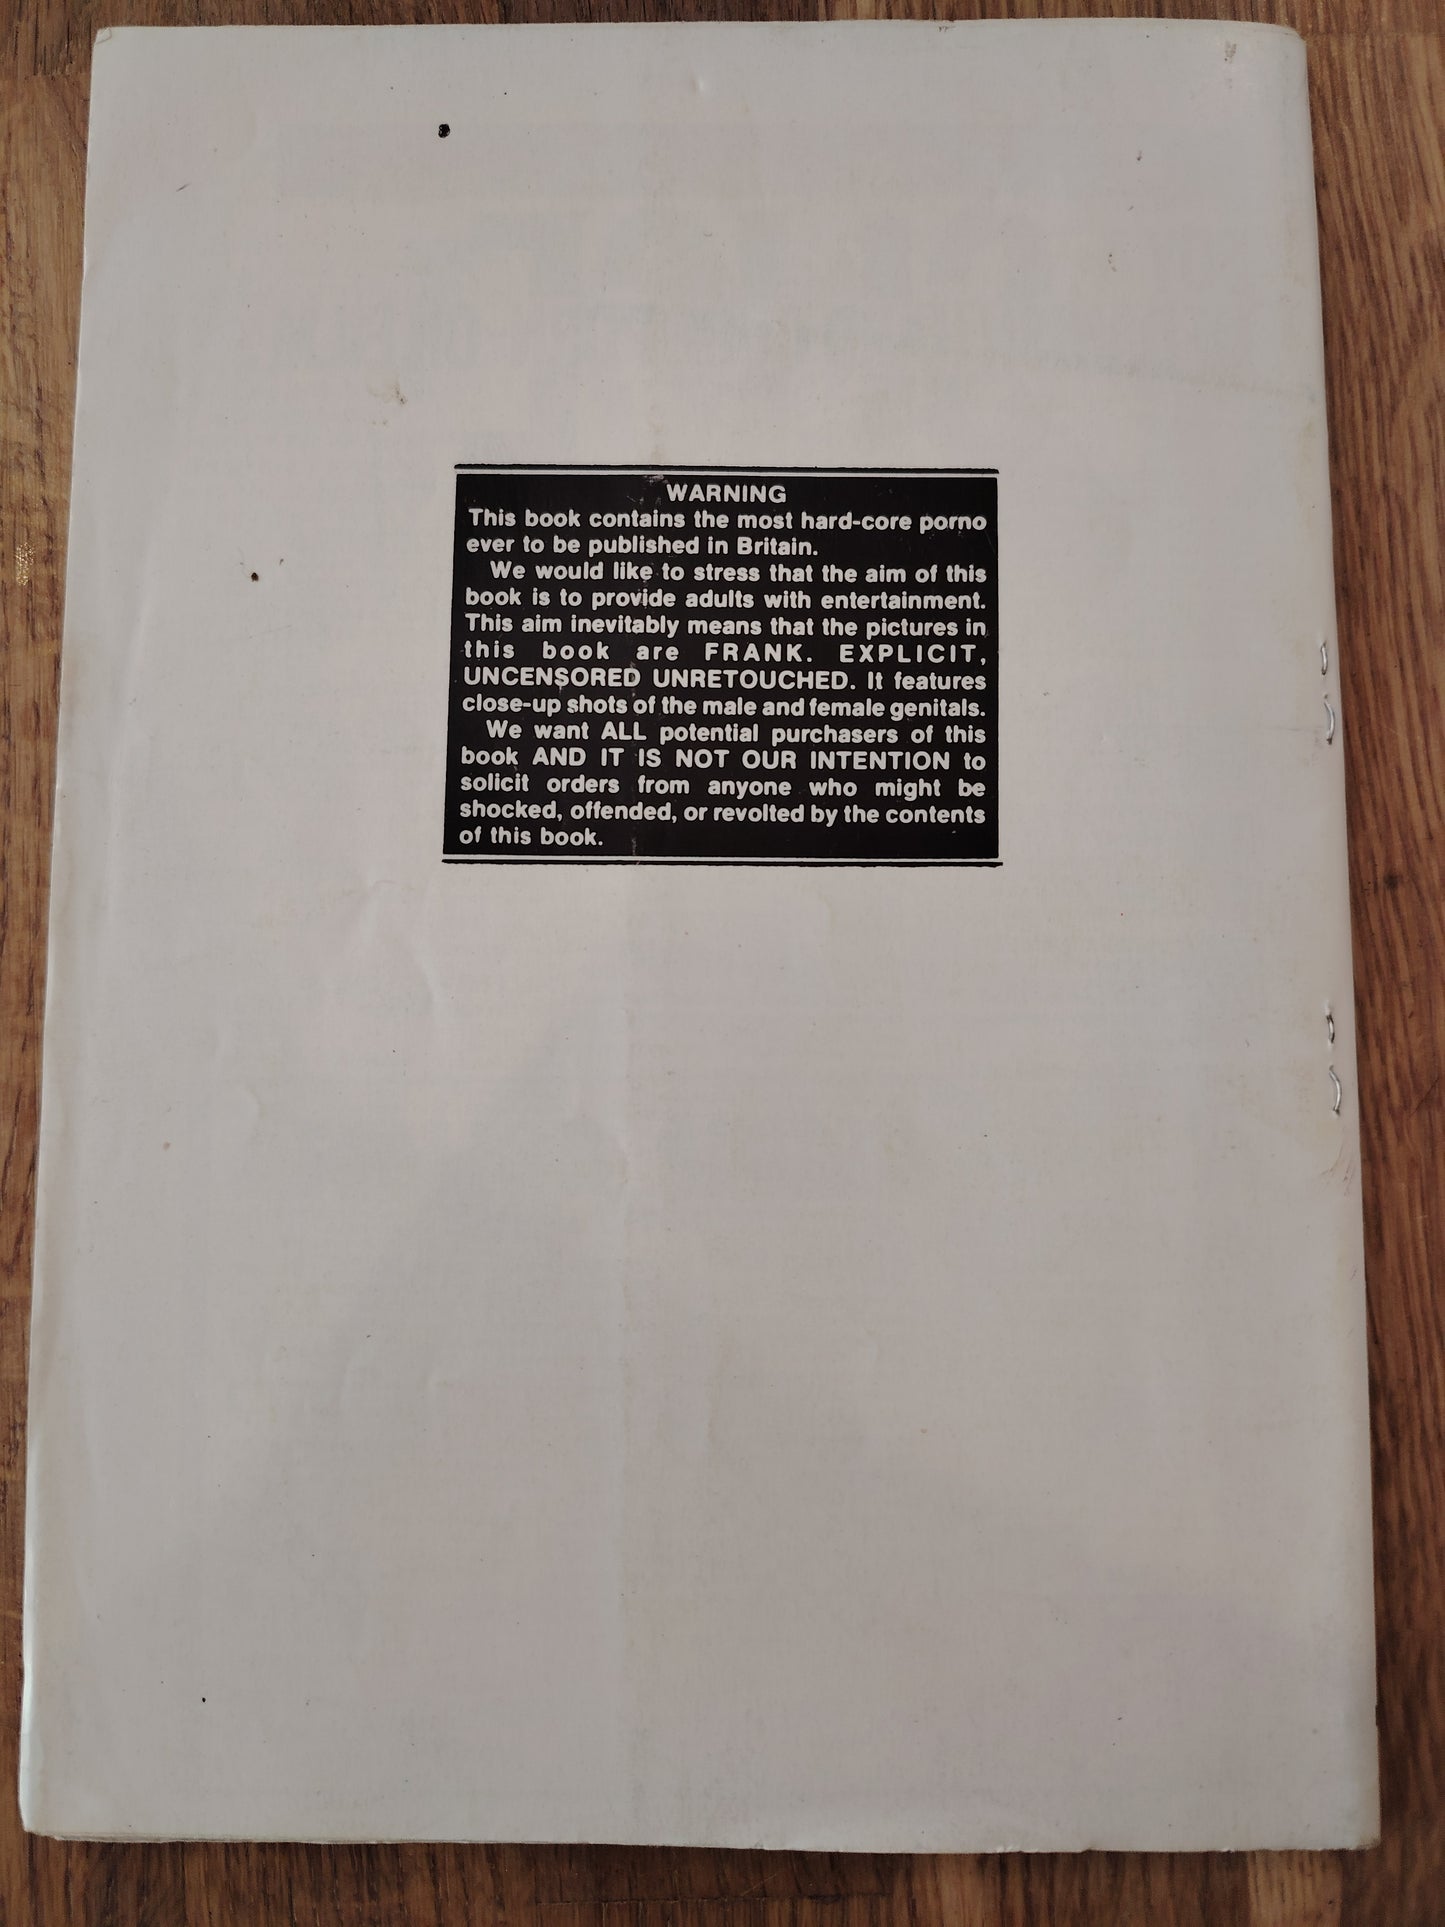 WARNING
This book contains the most hard-core porno
ever to be published in Britain.
We would like to stress that the aim of this
book is to provide adults with entertainment.
This aim inevitably means that the pictures in
this book are FRANK. EXPLICIT,
UNCENSORED UNRETOUCHED. It features
close-up shots of the male and female genitals.
We want ALL potential purchasers of this
book AND IT IS NOT OUR INTENTION to
solicit orders from anyone who might be
shocked, offended, or revolted by the contents
of this book.